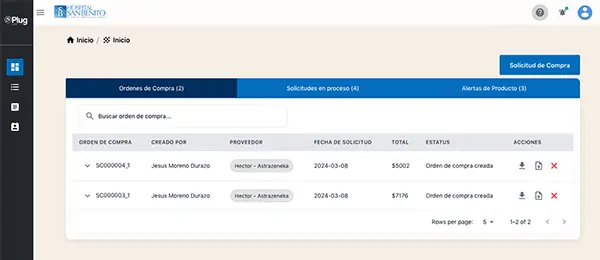 Plug
HOSPITAL
SAN BENITO
Inicio / Inicio
Solicitud de Compra
Ordenes de Compra (2)
Solicitudes en proceso (4)
Alertas de Producto (3)
Buscar orden de compra...
ORDEN DE COMPRA CREADO POR PROVEEDOR FECHA DE SOLICITUD TOTAL ESTATUS ACCIONES
SC000004_1 Jesus Moreno Durazo Hector - Astrazeneka 2024-03-08 $5002 Orden de compra creada
SC000003_1 Jesus Moreno Durazo Hector - Astrazeneka 2024-03-08 $7176 Orden de compra creada
Rows per page: 5 1–2 of 2